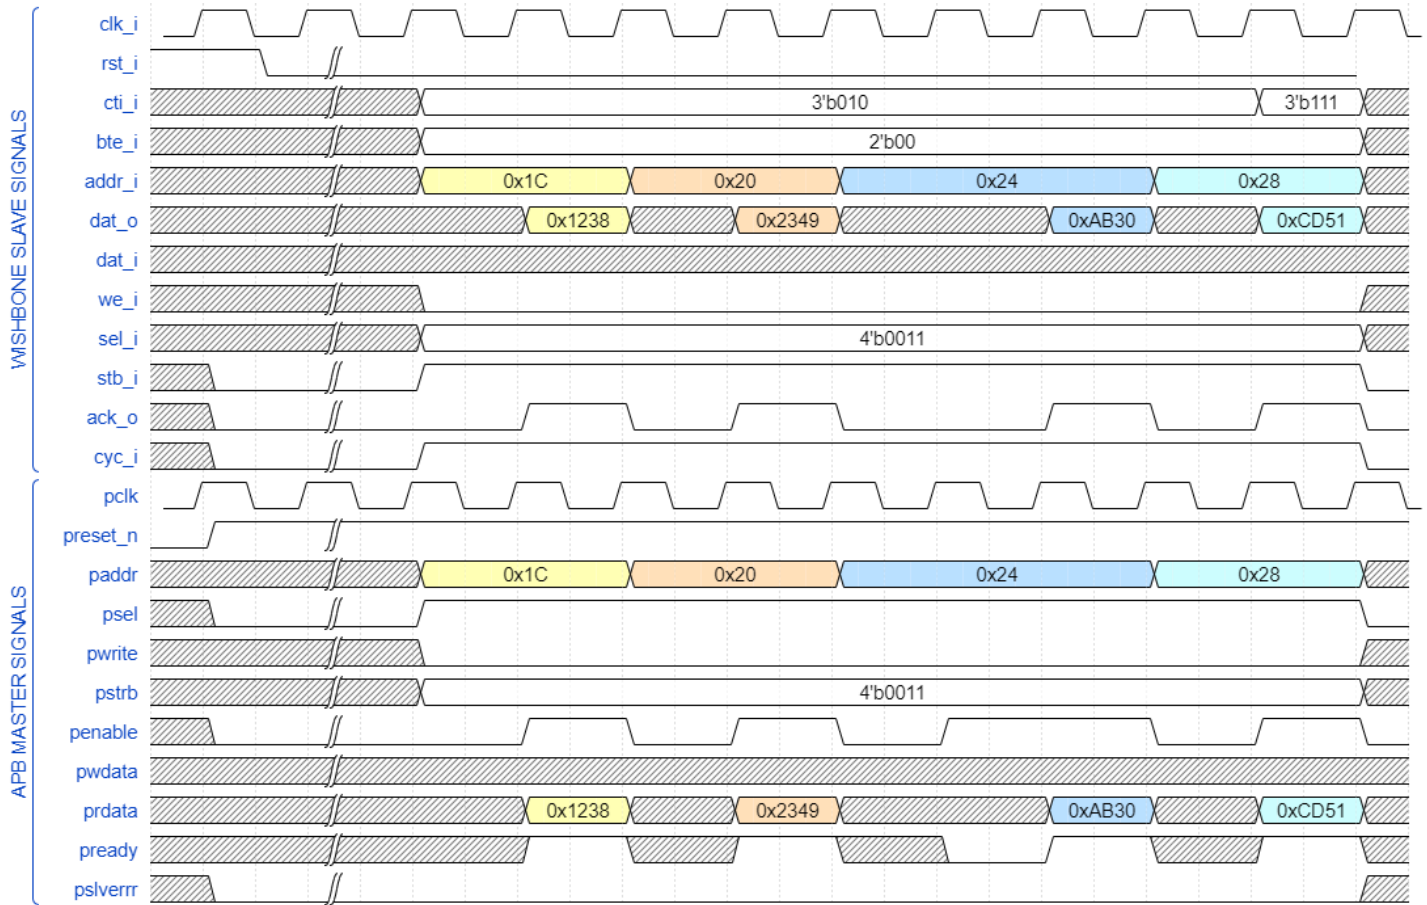 WISHBONE SLAVE SIGNALS
clk_i
rst_i
cti_i 3'b010 3'b111
bte_i 2'b00
addr_i 0x1C 0x20 0x24 0x28
dat_o 0x1238 0x2349 0xAB30 0xCD51
dat_i
we_i
sel_i 4'b0011
stb_i
ack_o
cyc_i
APB MASTER SIGNALS
pclk
preset_n
paddr 0x1C 0x20 0x24 0x28
psel
pwrite
pstrb 4'b0011
penable
pwdata
prdata 0x1238 0x2349 0xAB30 0xCD51
pready
pslverrr